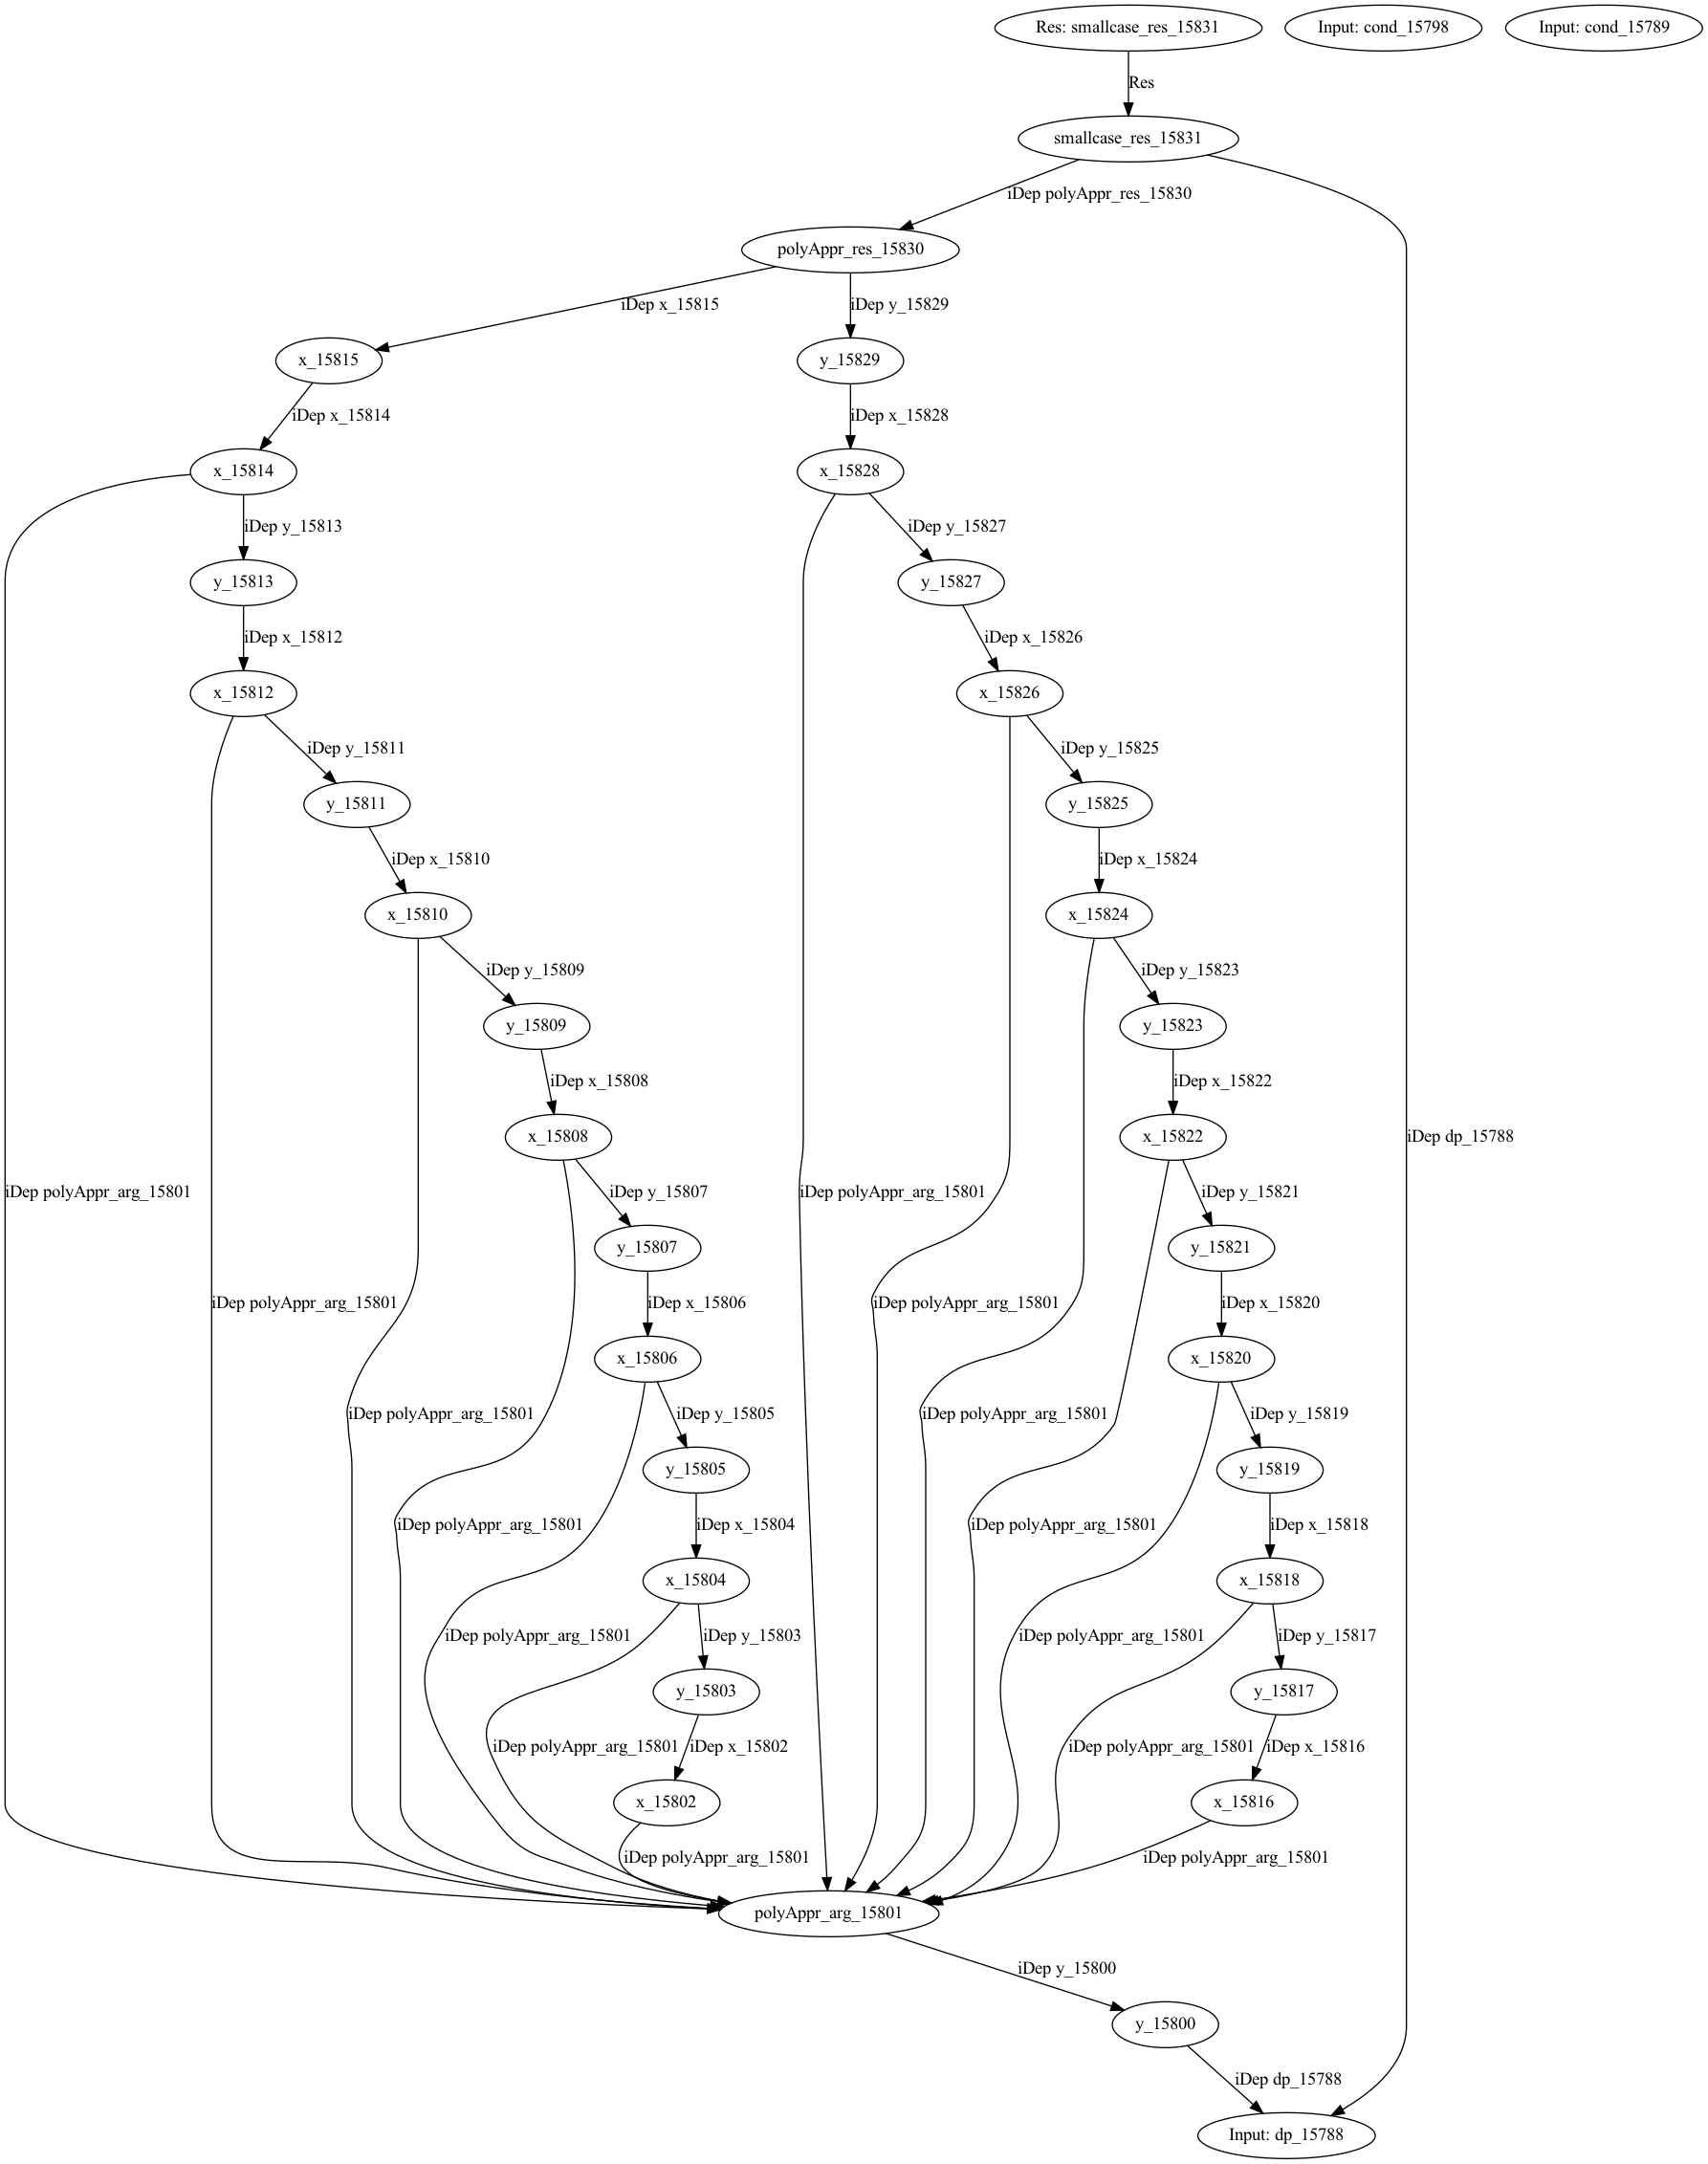 Res: smallcase_res_15831
Input: cond_15798
Input: cond_15789
Res
smallcase_res_15831
iDep polyAppr_res_15830
polyAppr_res_15830
iDep x_15815
iDep y_15829
x_15815
y_15829
iDep x_15814
iDep x_15828
x_15814
x_15828
iDep y_15813
iDep y_15827
y_15813
y_15827
iDep x_15812
iDep x_15826
x_15812
x_15826
iDep y_15811
iDep y_15825
y_15811
y_15825
iDep x_15810
iDep x_15824
x_15810
x_15824
iDep y_15809
iDep y_15823
y_15809
y_15823
iDep x_15808
iDep x_15822
x_15808
x_15822
iDep dp_15788
iDep polyAppr_arg_15801
iDep y_15807
iDep polyAppr_arg_15801
iDep y_15821
y_15807
y_15821
iDep polyAppr_arg_15801
iDep x_15806
iDep polyAppr_arg_15801
iDep x_15820
x_15806
x_15820
iDep polyAppr_arg_15801
iDep y_15805
iDep polyAppr_arg_15801
iDep y_15819
y_15805
y_15819
iDep polyAppr_arg_15801
iDep x_15804
iDep polyAppr_arg_15801
iDep x_15818
x_15804
x_15818
iDep polyAppr_arg_15801
iDep y_15803
iDep polyAppr_arg_15801
iDep y_15817
y_15803
y_15817
iDep polyAppr_arg_15801
iDep x_15802
iDep polyAppr_arg_15801
iDep x_15816
x_15802
x_15816
iDep polyAppr_arg_15801
iDep polyAppr_arg_15801
polyAppr_arg_15801
iDep y_15800
y_15800
iDep dp_15788
Input: dp_15788